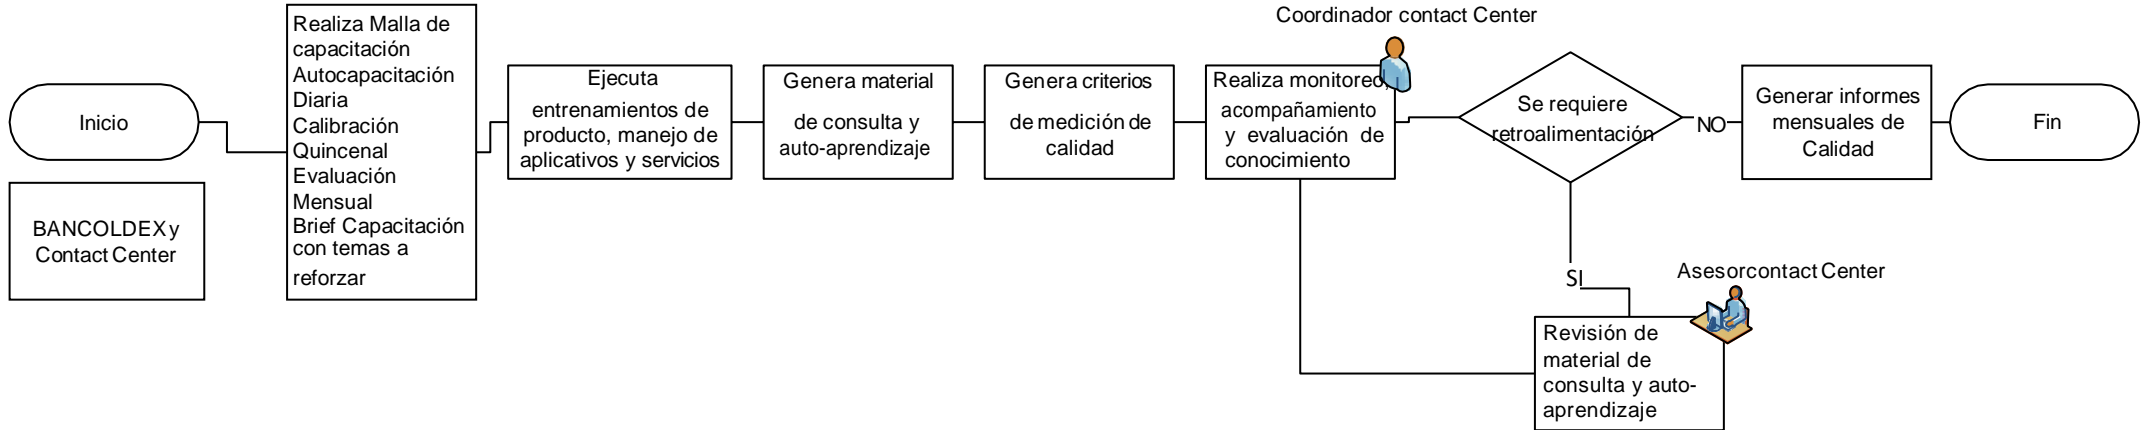 Inicio
BANCOLDEX y
Contact Center
Realiza Malla de
capacitación
Autocapacitación
Diaria
Calibración
Quincenal
Evaluación
Mensual
Brief Capacitación
con temas a
reforzar
Ejecuta
entrenamientos de
producto, manejo de
aplicativos y servicios
Genera material
de consulta y
auto-aprendizaje
Genera criterios
de medición de
calidad
Coordinador contact Center
Realiza monitoreo,
acompañamiento
y evaluación de
conocimiento
Se requiere
retroalimentación
NO
Generar informes
mensuales de
Calidad
Fin
SI
Asesorcontact Center
Revisión de
material de
consulta y auto-
aprendizaje